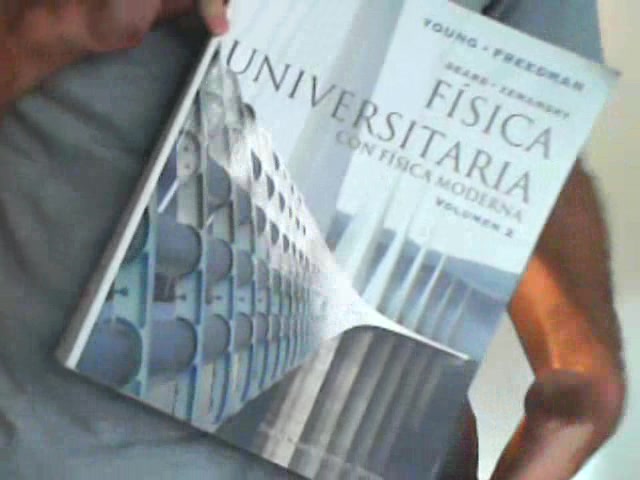 YOUNG • FREEDMAN
SEARS • ZEMANSKY
FÍSICA
UNIVERSITARIA
CON FÍSICA MODERNA
VOLUMEN 2